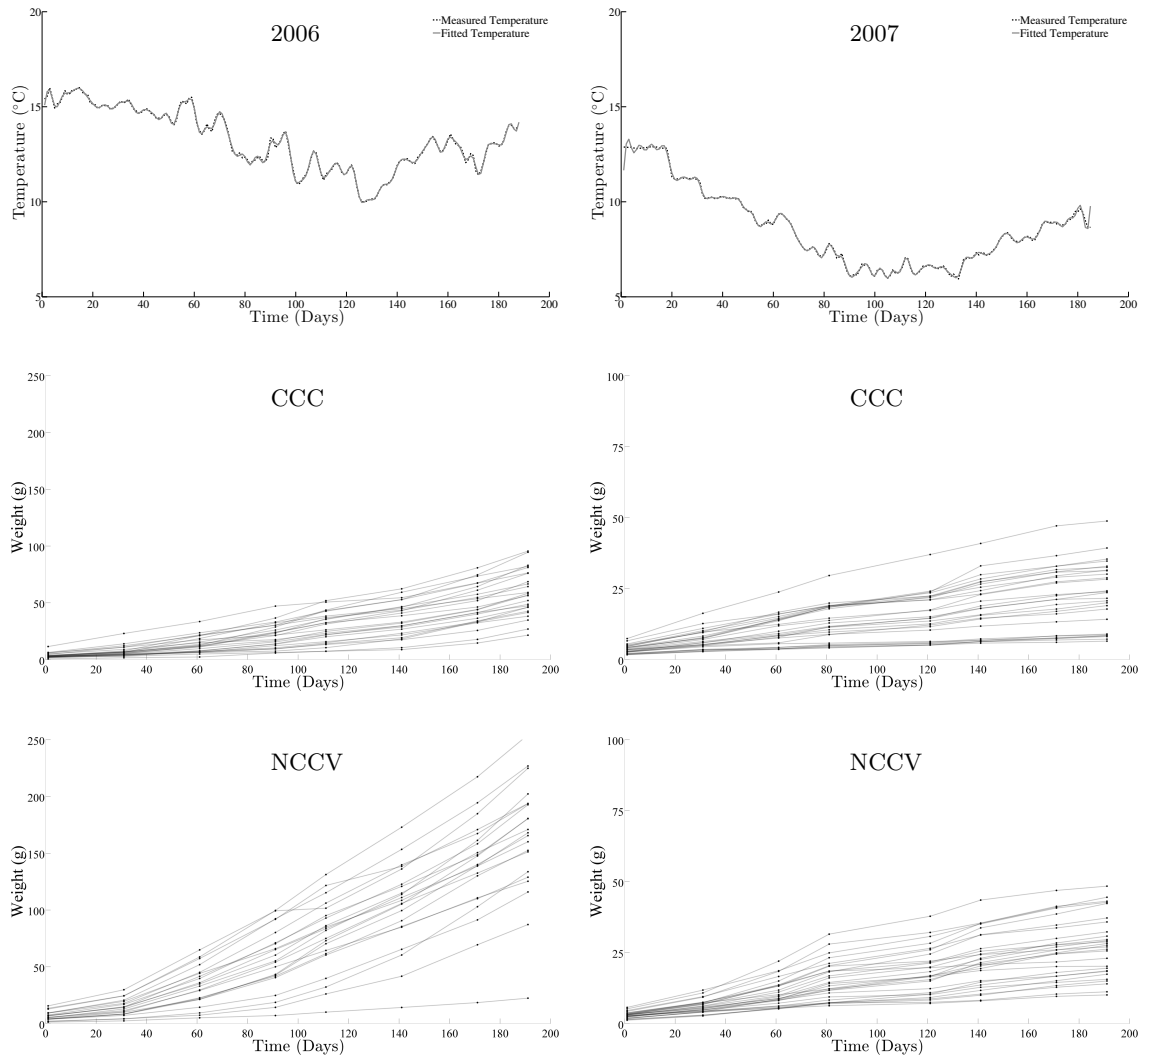 2006
Measured Temperature
Fitted Temperature
Temperature (°C)
20
15
10
5
0 20 40 60 80 100 120 140 160 180 200
Time (Days)
2007
Measured Temperature
Fitted Temperature
Temperature (°C)
20
15
10
5
0 20 40 60 80 100 120 140 160 180 200
Time (Days)
CCC
Weight (g)
250
200
150
100
50
0
0 20 40 60 80 100 120 140 160 180 200
Time (Days)
CCC
Weight (g)
100
75
50
25
0
0 20 40 60 80 100 120 140 160 180 200
Time (Days)
NCCV
Weight (g)
250
200
150
100
50
0
0 20 40 60 80 100 120 140 160 180 200
Time (Days)
NCCV
Weight (g)
100
75
50
25
0
0 20 40 60 80 100 120 140 160 180 200
Time (Days)